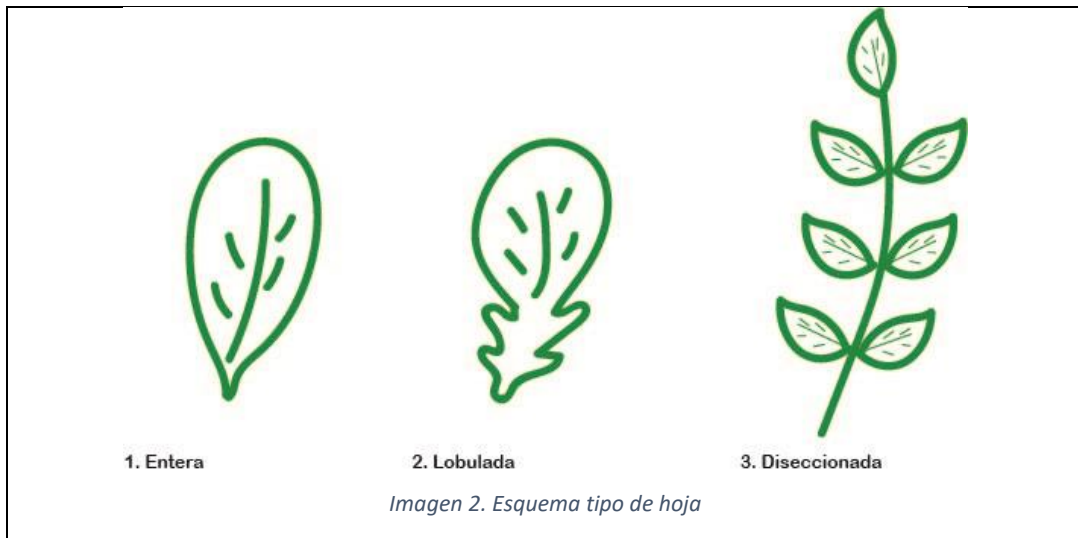 1. Entera
2. Lobulada
3. Diseccionada
Imagen 2. Esquema tipo de hoja